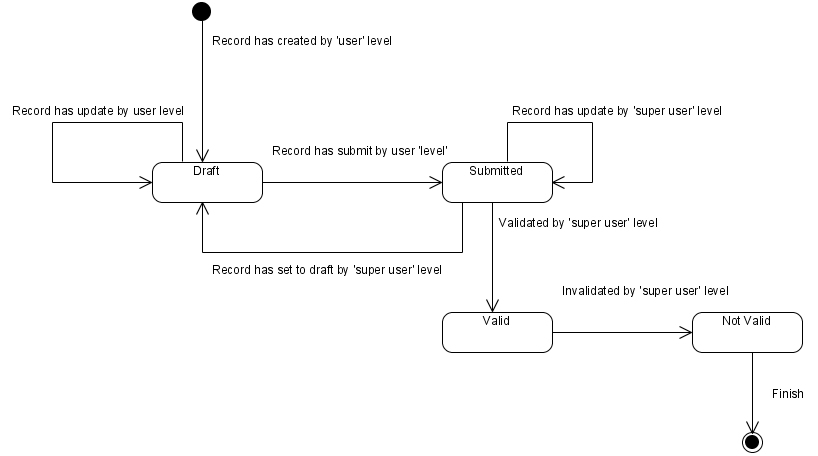 Record has created by 'user' level
Record has update by user level
Record has update by 'super user' level
Record has submit by user 'level'
Draft
Submitted
Validated by 'super user' level
Record has set to draft by 'super user' level
Invalidated by 'super user' level
Valid
Not Valid
Finish